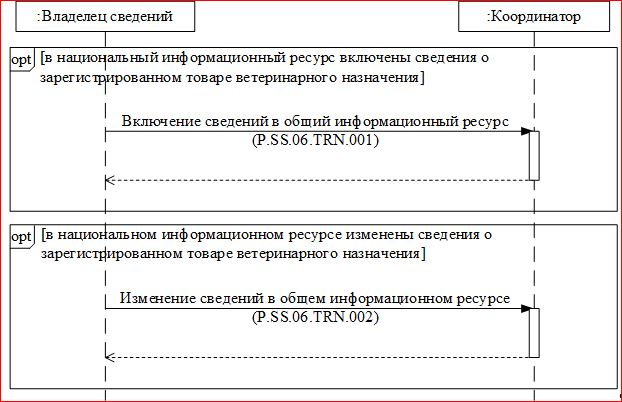 :Владелец сведений
:Координатор
opt
[в национальный информационный ресурс включены сведения о
зарегистрированном товаре ветеринарного назначения]
Включение сведений в общий информационный ресурс
(P.SS.06.TRN.001)
opt
[в национальном информационном ресурсе изменены сведения о
зарегистрированном товаре ветеринарного назначения]
Изменение сведений в общем информационном ресурсе
(P.SS.06.TRN.002)